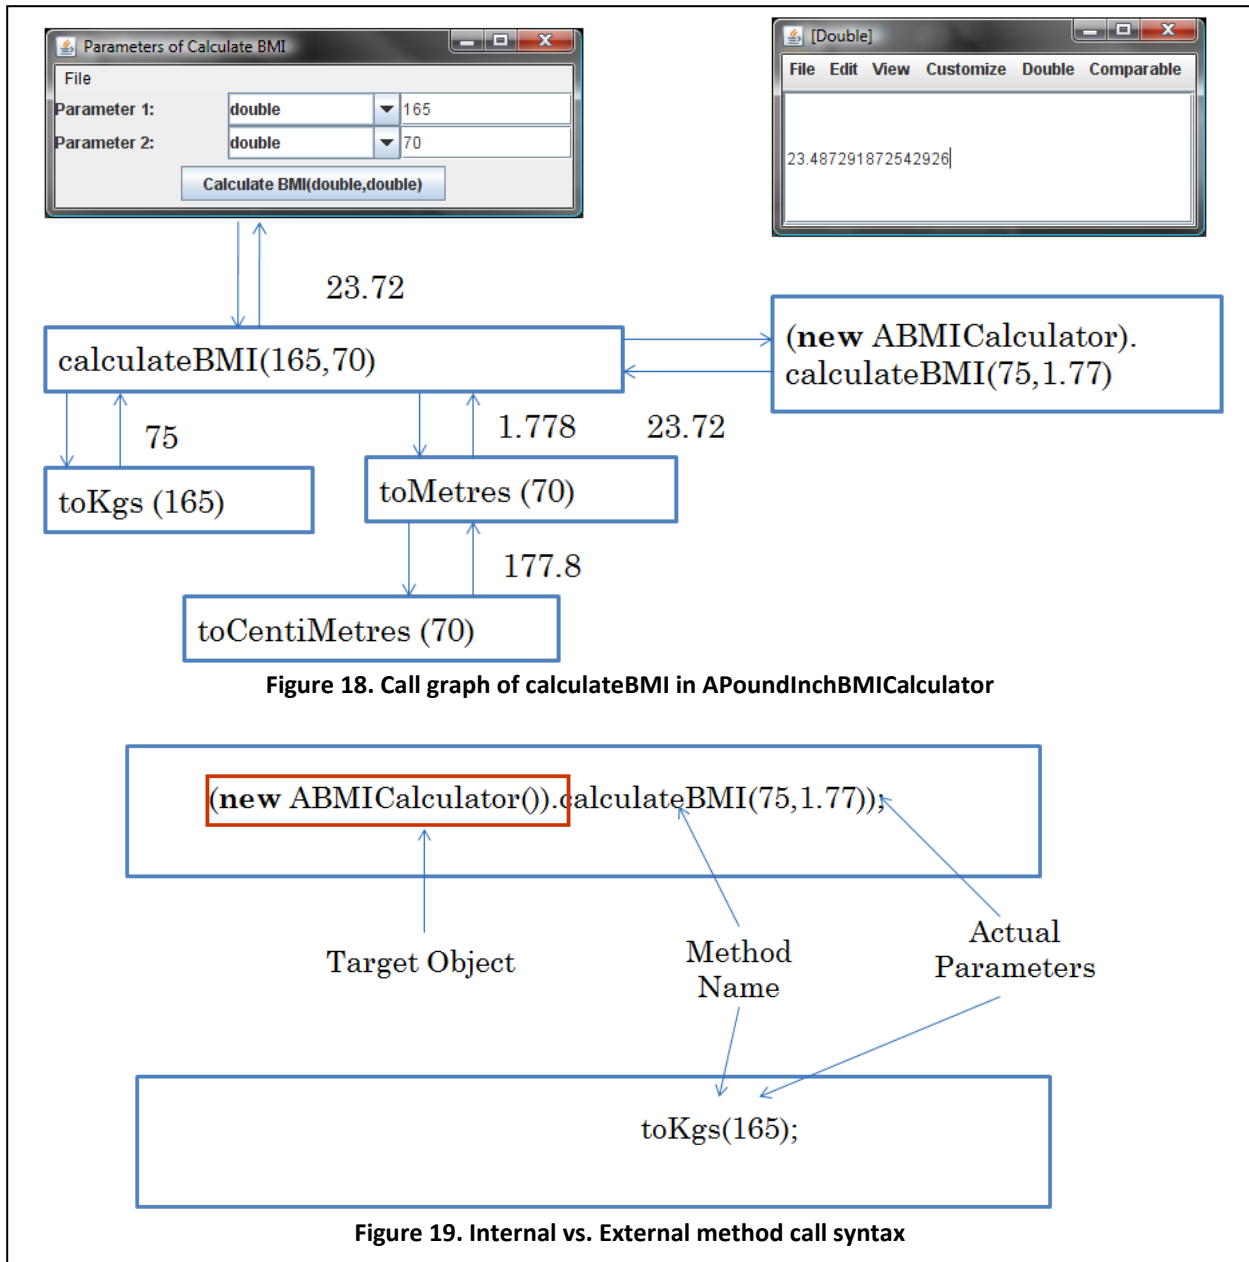 Parameters of Calculate BMI
File
Parameter 1: double 165
Parameter 2: double 70
Calculate BMI(double,double)
[Double]
File Edit View Customize Double Comparable
23.487291872542926
23.72
calculateBMI(165,70)
(new ABMICalculator).
calculateBMI(75,1.77)
75
1.778
23.72
toKgs (165)
toMetres (70)
177.8
toCentiMetres (70)
Figure 18. Call graph of calculateBMI in APoundInchBMICalculator
(new ABMICalculator()).calculateBMI(75,1.77));
Target Object
Method
Name
Actual
Parameters
toKgs(165);
Figure 19. Internal vs. External method call syntax